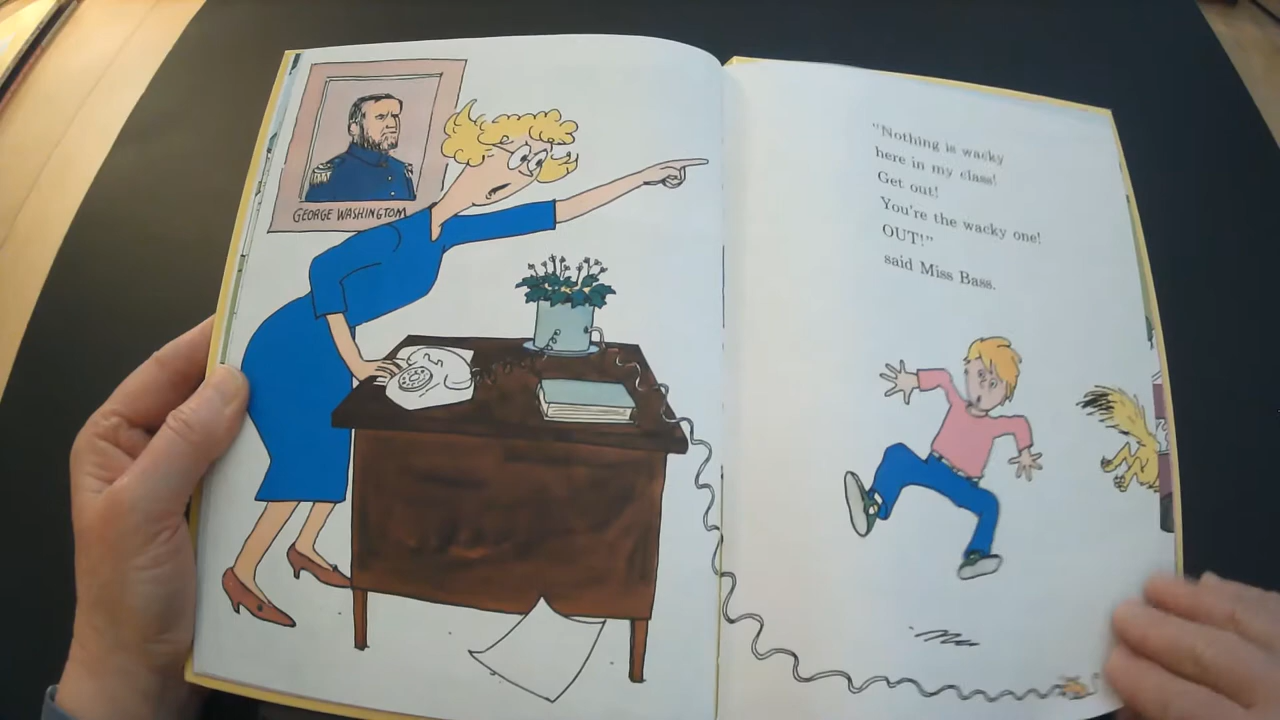 GEORGE WASHINGTON
"Nothing is wacky
here in my class!
Get out!
You're the wacky one!
OUT!"
said Miss Bass.